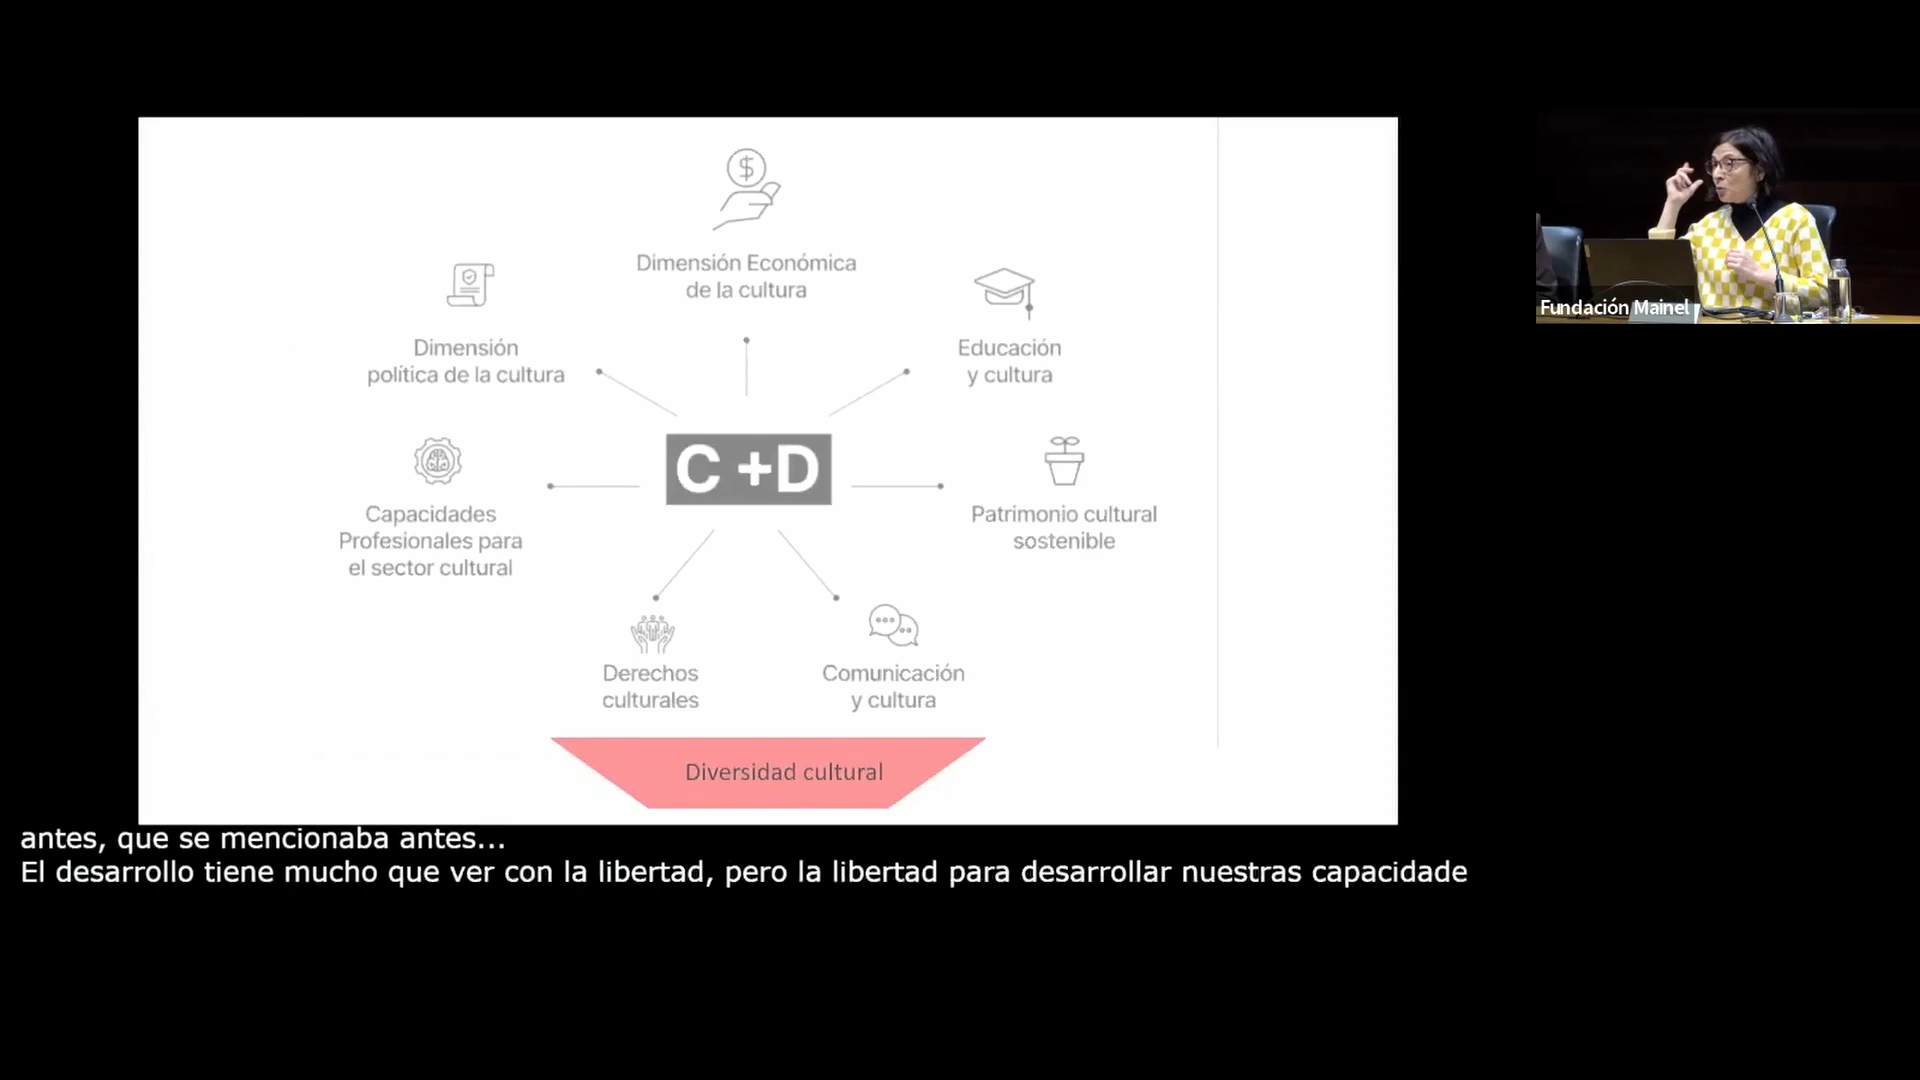 Dimensión Económica
de la cultura
Dimensión
política de la cultura
Educación
y cultura
C +D
Capacidades
Profesionales para
el sector cultural
Patrimonio cultural
sostenible
Derechos
culturales
Comunicación
y cultura
Diversidad cultural
Fundación Mainel
antes, que se mencionaba antes...
El desarrollo tiene mucho que ver con la libertad, pero la libertad para desarrollar nuestras capacidade